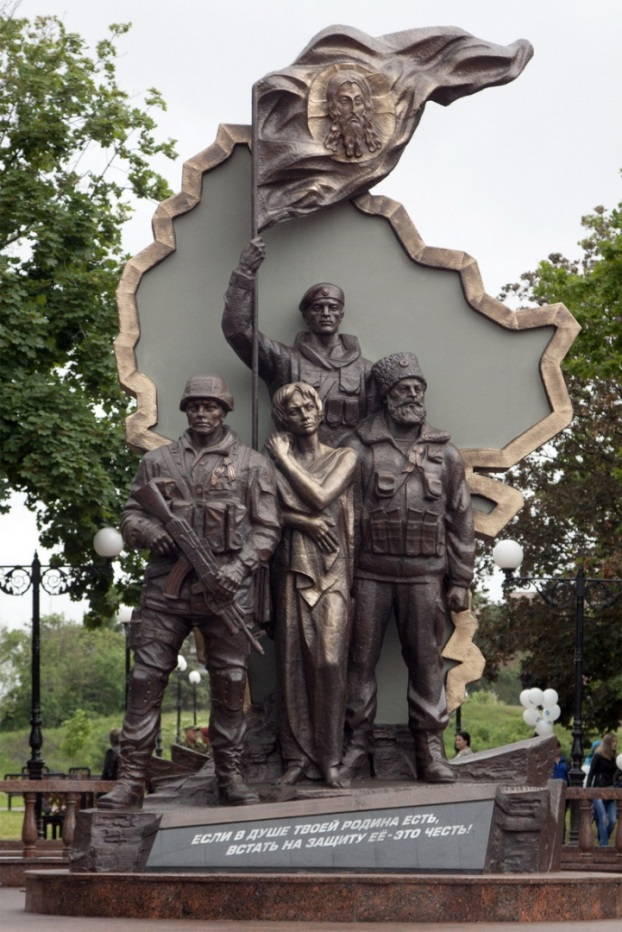 ЕСЛИ В ДУШЕ ТВОЕЙ РОДИНА ЕСТЬ,
ВСТАТЬ НА ЗАЩИТУ ЕЁ-ЭТО ЧЕСТЬ!